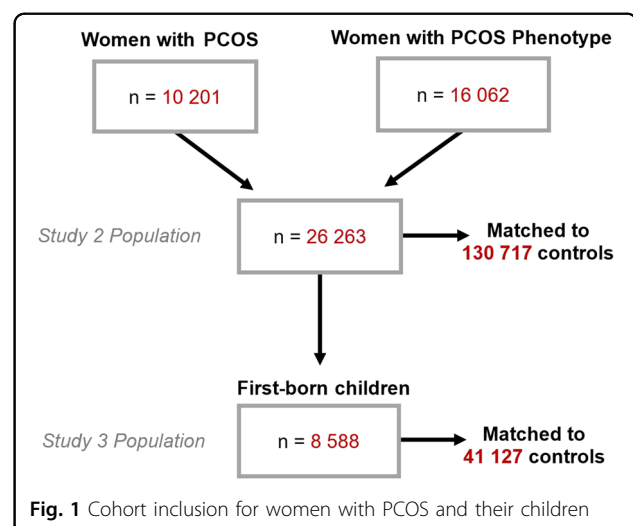 Women with PCOS
Women with PCOS Phenotype
n = 10 201
n = 16 062
Study 2 Population
n = 26 263
Matched to
130 717 controls
First-born children
Study 3 Population
n = 8 588
Matched to
41 127 controls
Fig. 1 Cohort inclusion for women with PCOS and their children